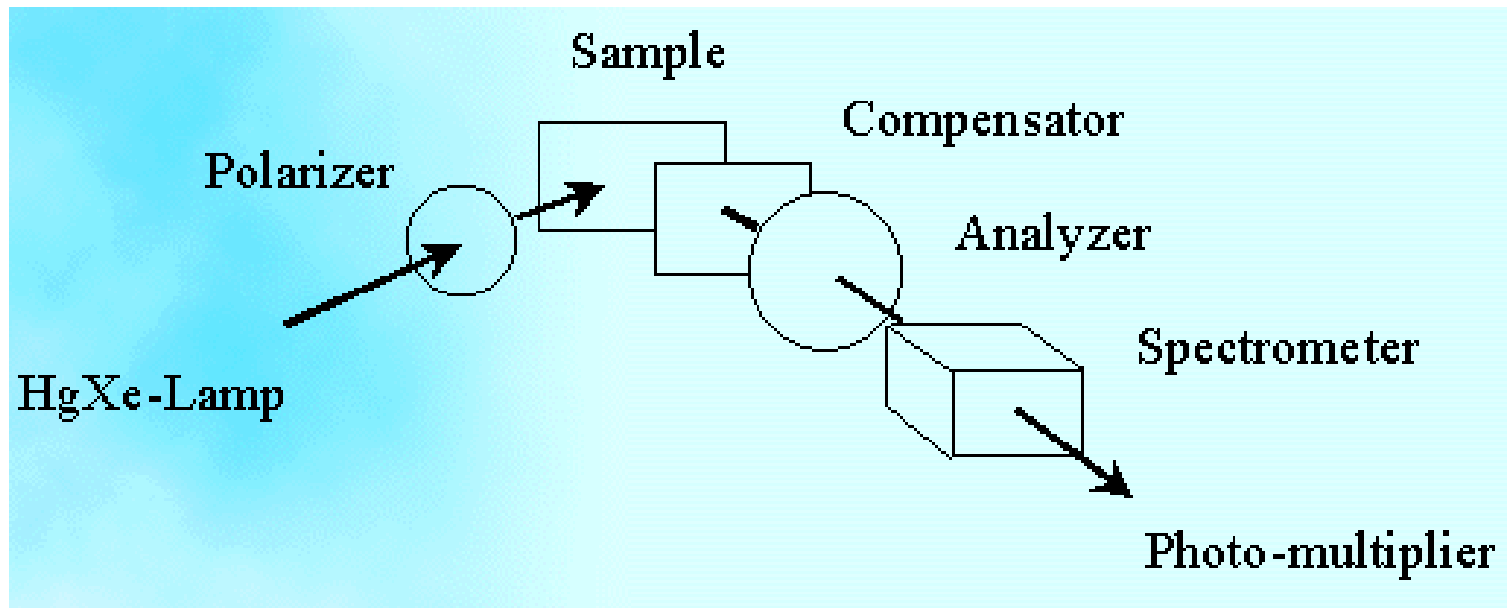 Sample
Compensator
Polarizer
Analyzer
Spectrometer
HgXe-Lamp
Photo-multiplier